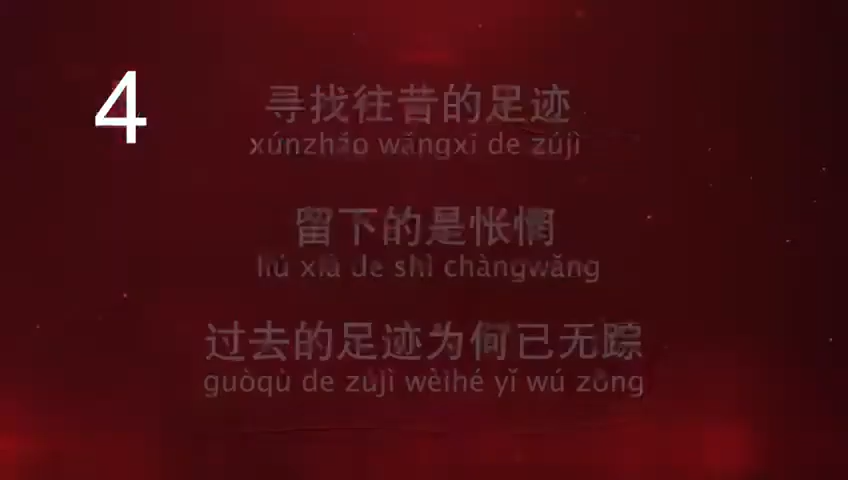 4
寻找往昔的足迹
xúnzhǎo wǎngxī de zújì
留下的是怅惘
liú xià de shì chàngwǎng
过去的足迹为何已无踪
guòqù de zújì wèihé yǐ wú zōng